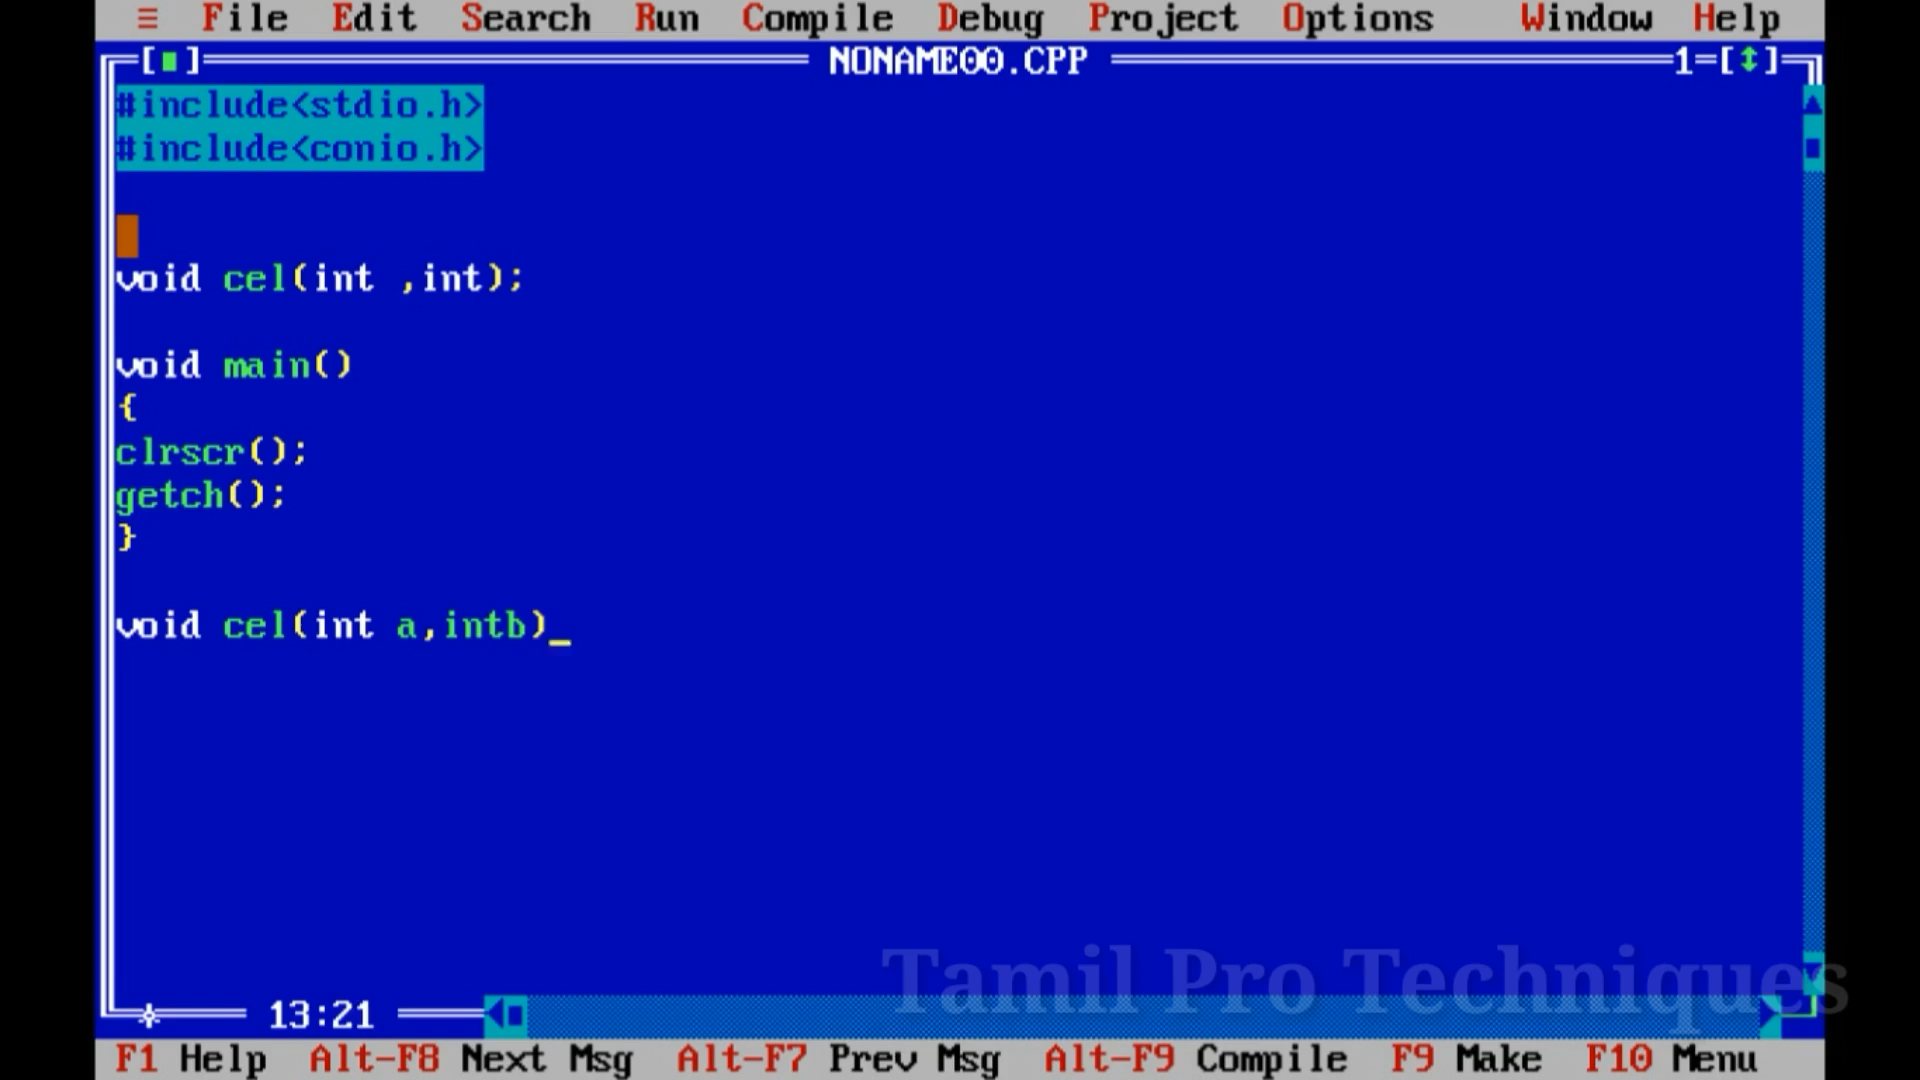 ≡ File Edit Search Run Compile Debug Project Options Window Help
[■] NONAME00.CPP 1=[↕]
#include<stdio.h>
#include<conio.h>
void cel(int ,int);
void main()
{
clrscr();
getch();
}
void cel(int a,intb)_
Tamil Pro Techniques
13:21
F1 Help Alt-F8 Next Msg Alt-F7 Prev Msg Alt-F9 Compile F9 Make F10 Menu